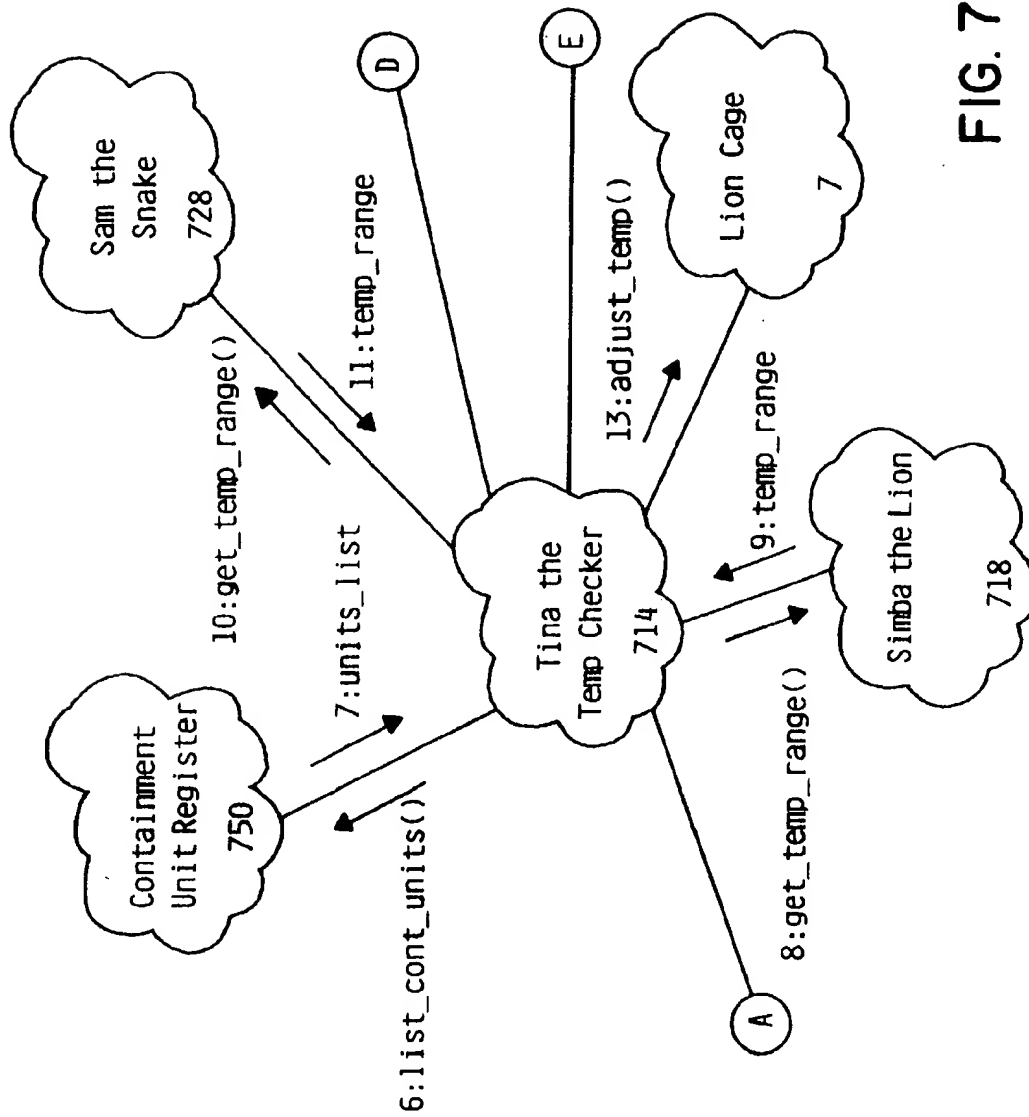 Containment
Unit Register
750
Sam the
Snake
728
10:get_temp_range()
11:temp_range
7:units_list
6:list_cont_units()
D
E
A
Tina the
Temp Checker
714
13:adjust_temp()
Lion Cage
7
9:temp_range
8:get_temp_range()
Simba the Lion
718
FIG. 7